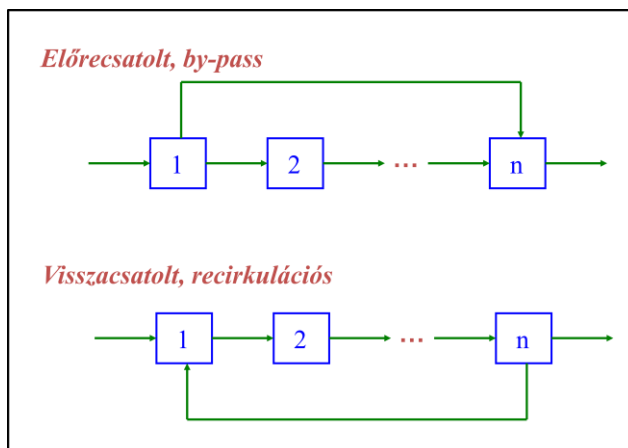 Előrecsatolt, by-pass
1 2 ... n
Visszacsatolt, recirkulációs
1 2 ... n